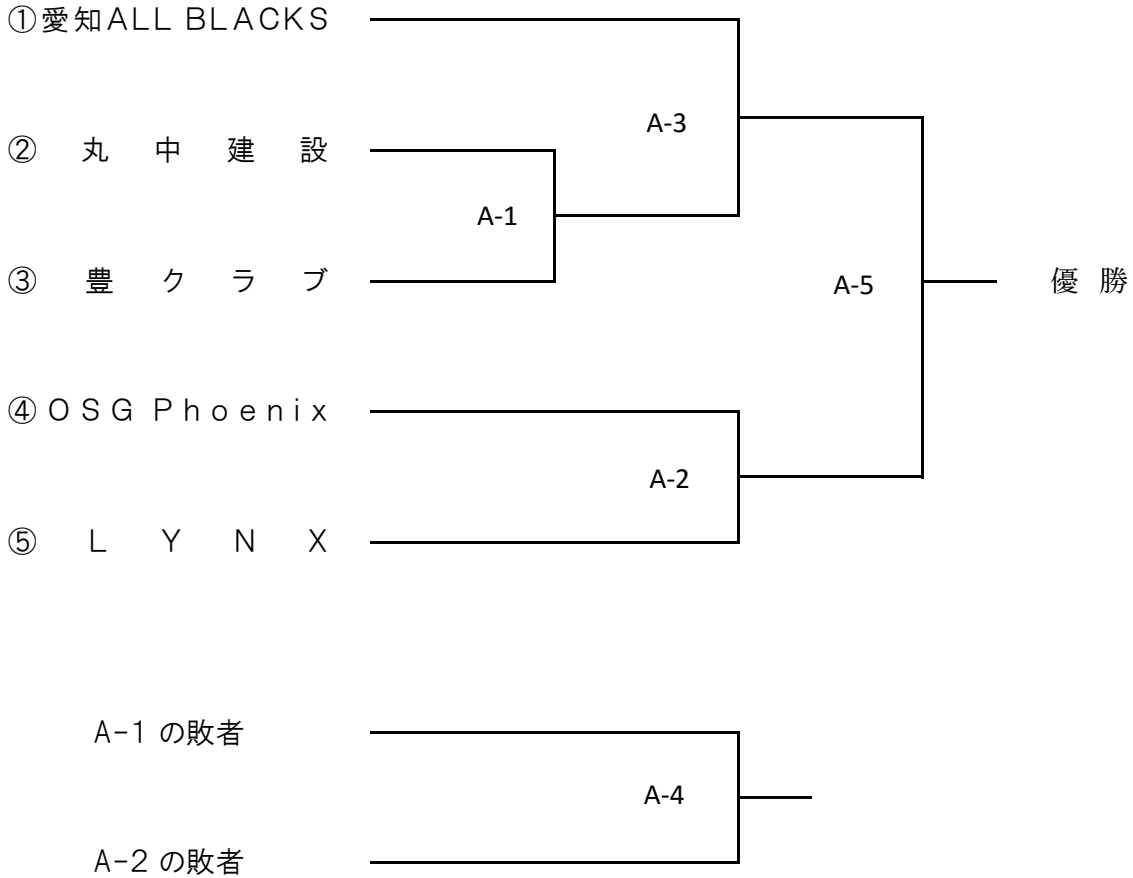 ①愛知ALL BLACKS
A-3
②丸中建設
A-1
③豊クラブ
A-5
優勝
④OSG Phoenix
A-2
⑤LYNX
A-1の敗者
A-4
A-2の敗者